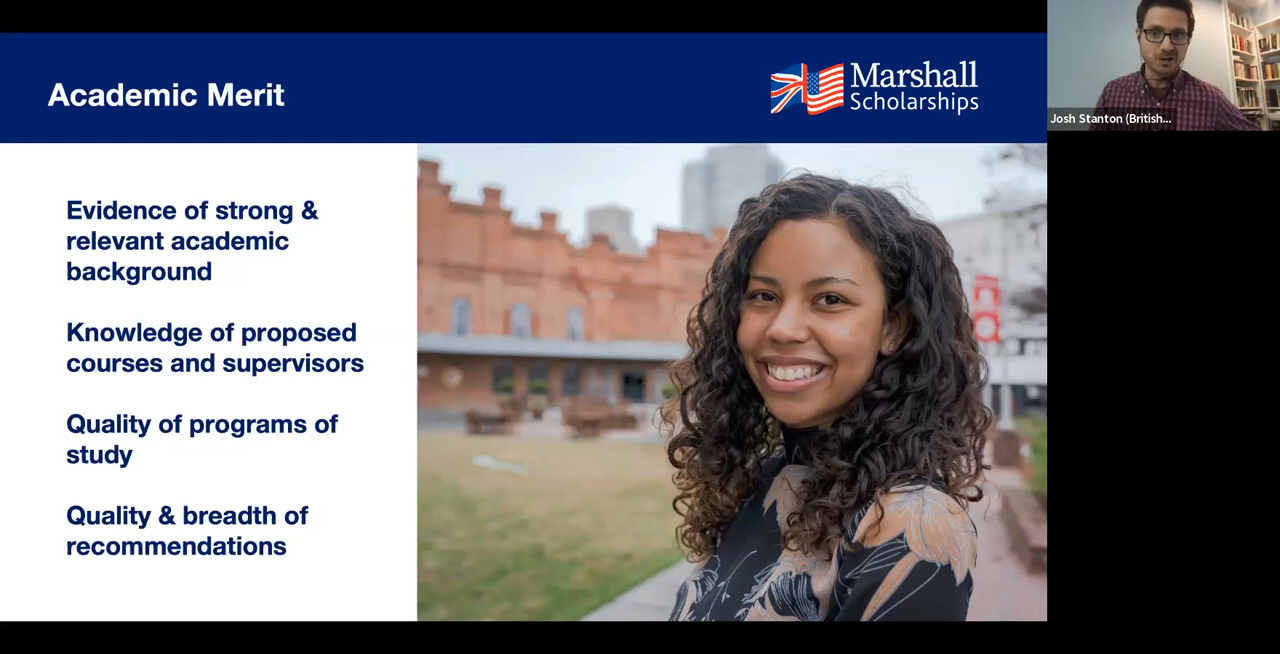 Academic Merit
Marshall
Scholarships
Josh Stanton (British...
Evidence of strong &
relevant academic
background
Knowledge of proposed
courses and supervisors
Quality of programs of
study
Quality & breadth of
recommendations